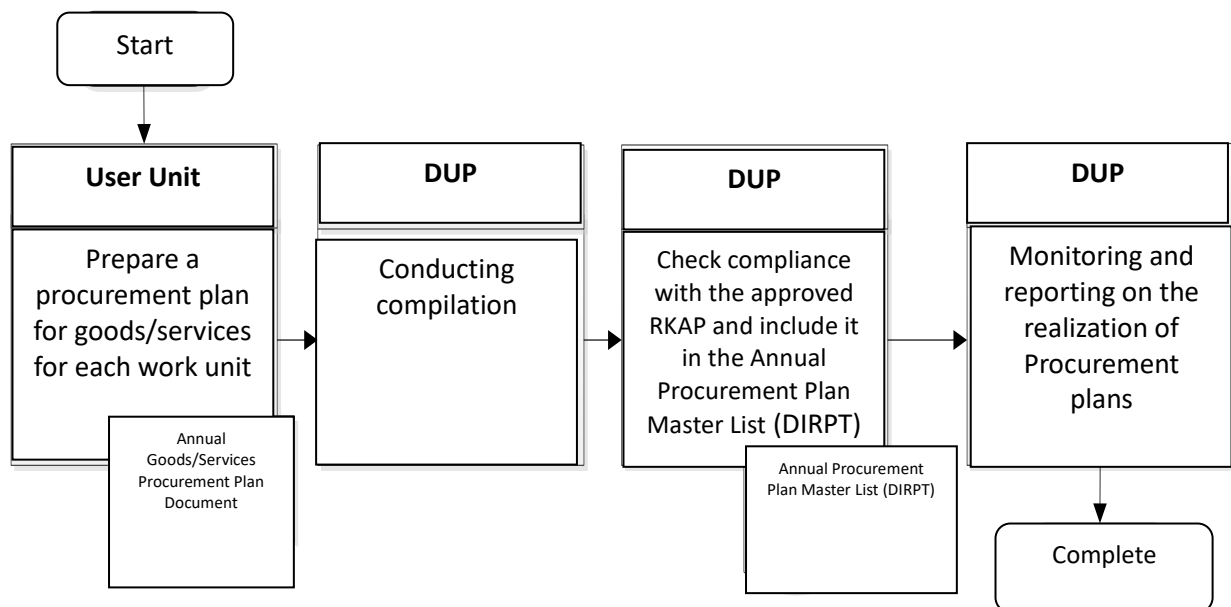 Start
User Unit
Prepare a
procurement plan
for goods/services
for each work unit
Annual
Goods/Services
Procurement Plan
Document
DUP
Conducting
compilation
DUP
Check compliance
with the approved
RKAP and include it
in the Annual
Procurement Plan
Master List (DIRPT)
Annual Procurement
Plan Master List (DIRPT)
DUP
Monitoring and
reporting on the
realization of
Procurement
plans
Complete